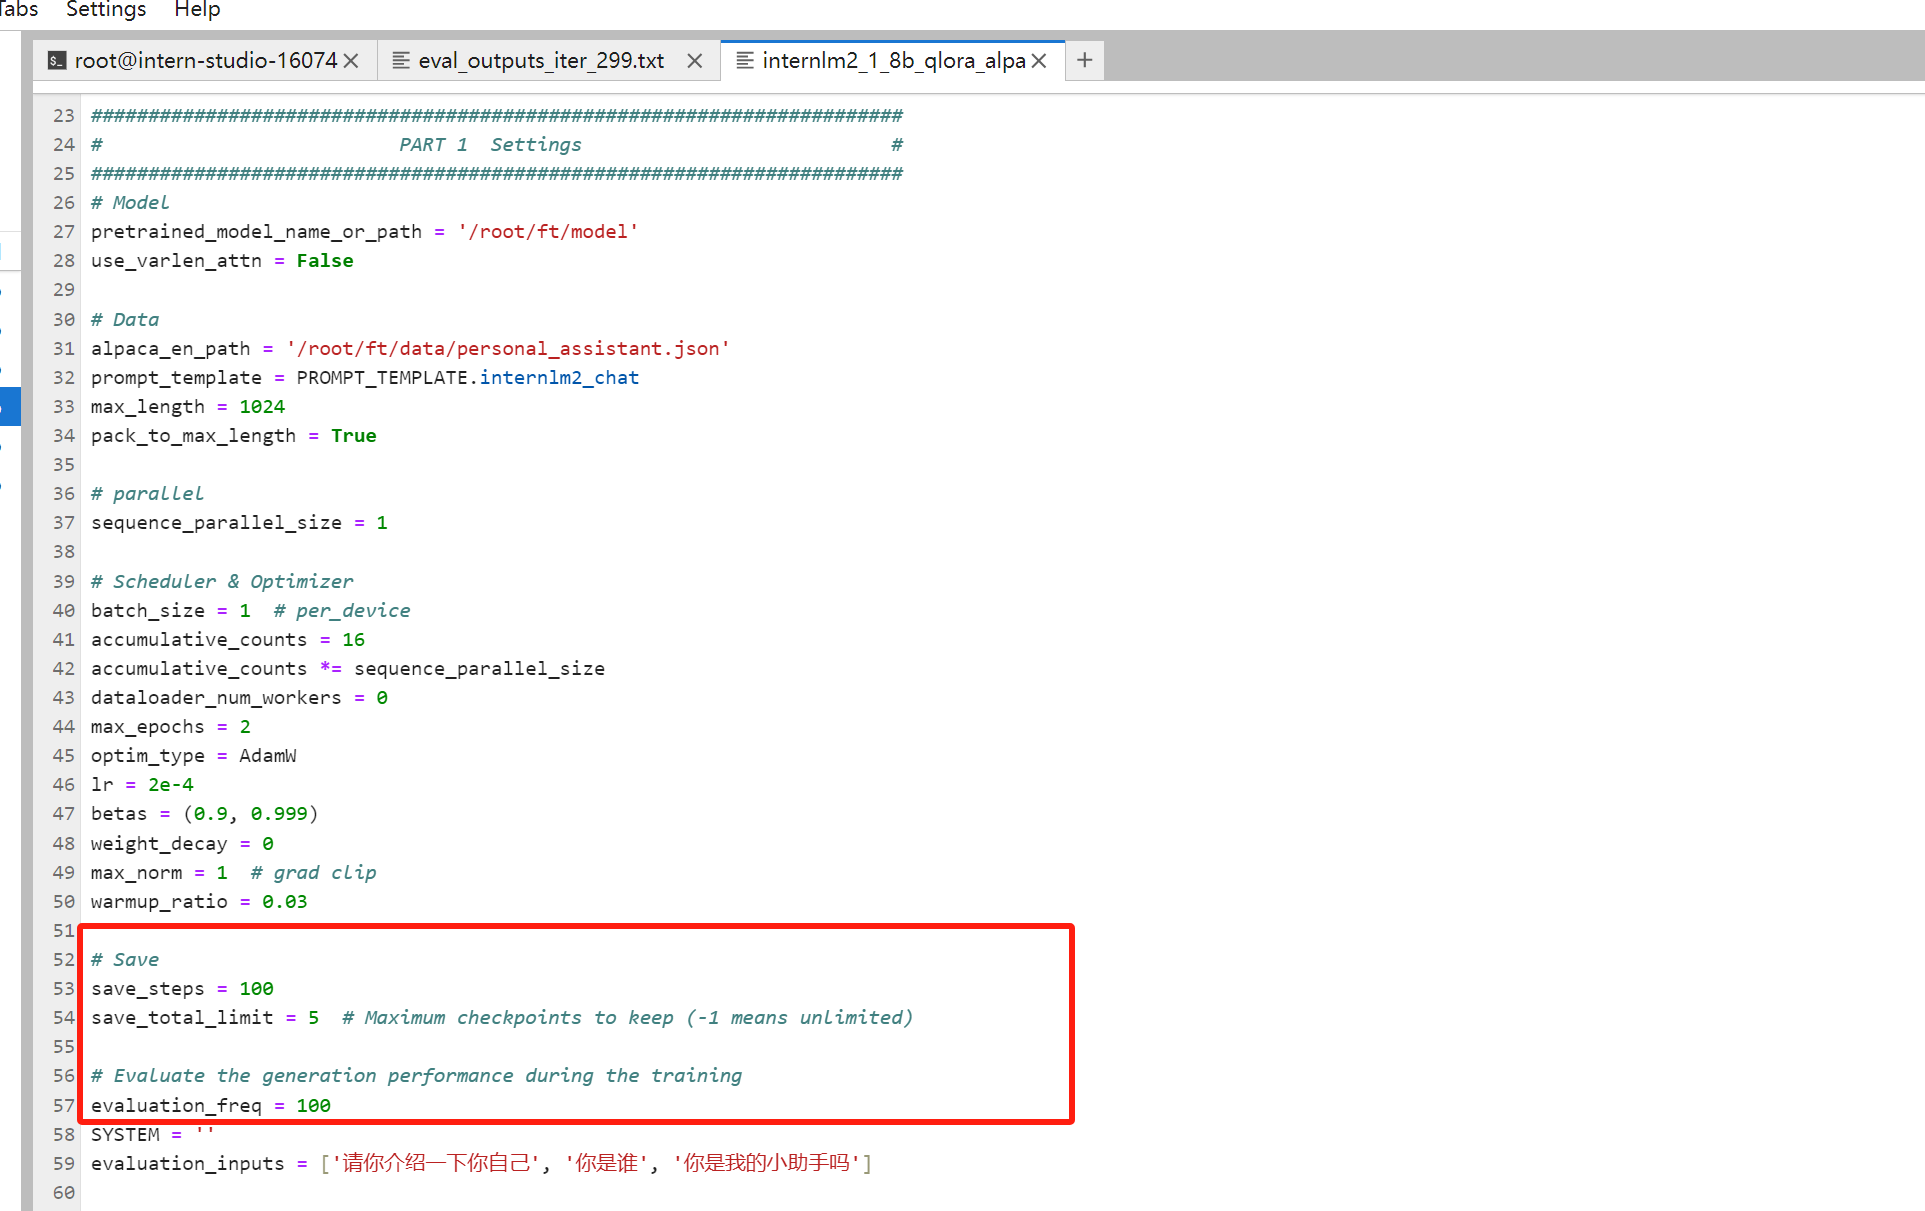 Tabs Settings Help
root@intern-studio-16074 eval_outputs_iter_299.txt internlm2_1_8b_qlora_alpa
23 #######################################################################
24 #                          PART 1  Settings                           #
25 #######################################################################
26 # Model
27 pretrained_model_name_or_path = '/root/ft/model'
28 use_varlen_attn = False
29
30 # Data
31 alpaca_en_path = '/root/ft/data/personal_assistant.json'
32 prompt_template = PROMPT_TEMPLATE.internlm2_chat
33 max_length = 1024
34 pack_to_max_length = True
35
36 # parallel
37 sequence_parallel_size = 1
38
39 # Scheduler & Optimizer
40 batch_size = 1  # per_device
41 accumulative_counts = 16
42 accumulative_counts *= sequence_parallel_size
43 dataloader_num_workers = 0
44 max_epochs = 2
45 optim_type = AdamW
46 lr = 2e-4
47 betas = (0.9, 0.999)
48 weight_decay = 0
49 max_norm = 1  # grad clip
50 warmup_ratio = 0.03
51
52 # Save
53 save_steps = 100
54 save_total_limit = 5  # Maximum checkpoints to keep (-1 means unlimited)
55
56 # Evaluate the generation performance during the training
57 evaluation_freq = 100
58 SYSTEM = ''
59 evaluation_inputs = ['请你介绍一下你自己', '你是谁', '你是我的小助手吗']
60